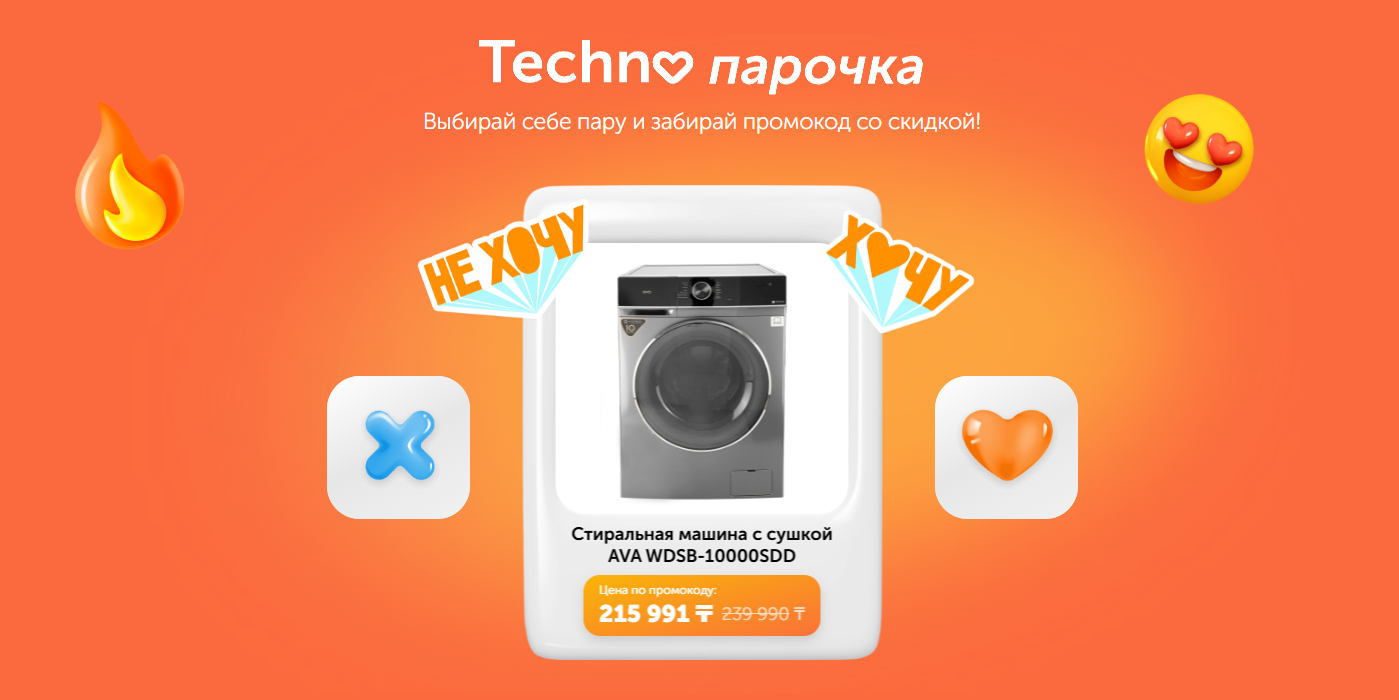 Techno парочка
Выбирай себе пару и забирай промокод со скидкой!
НЕ ХОЧУ
ХОЧУ
10
Стиральная машина с сушкой
AVA WDSB-10000SDD
Цена по промокоду:
215 991 ₸ 239 990 ₸